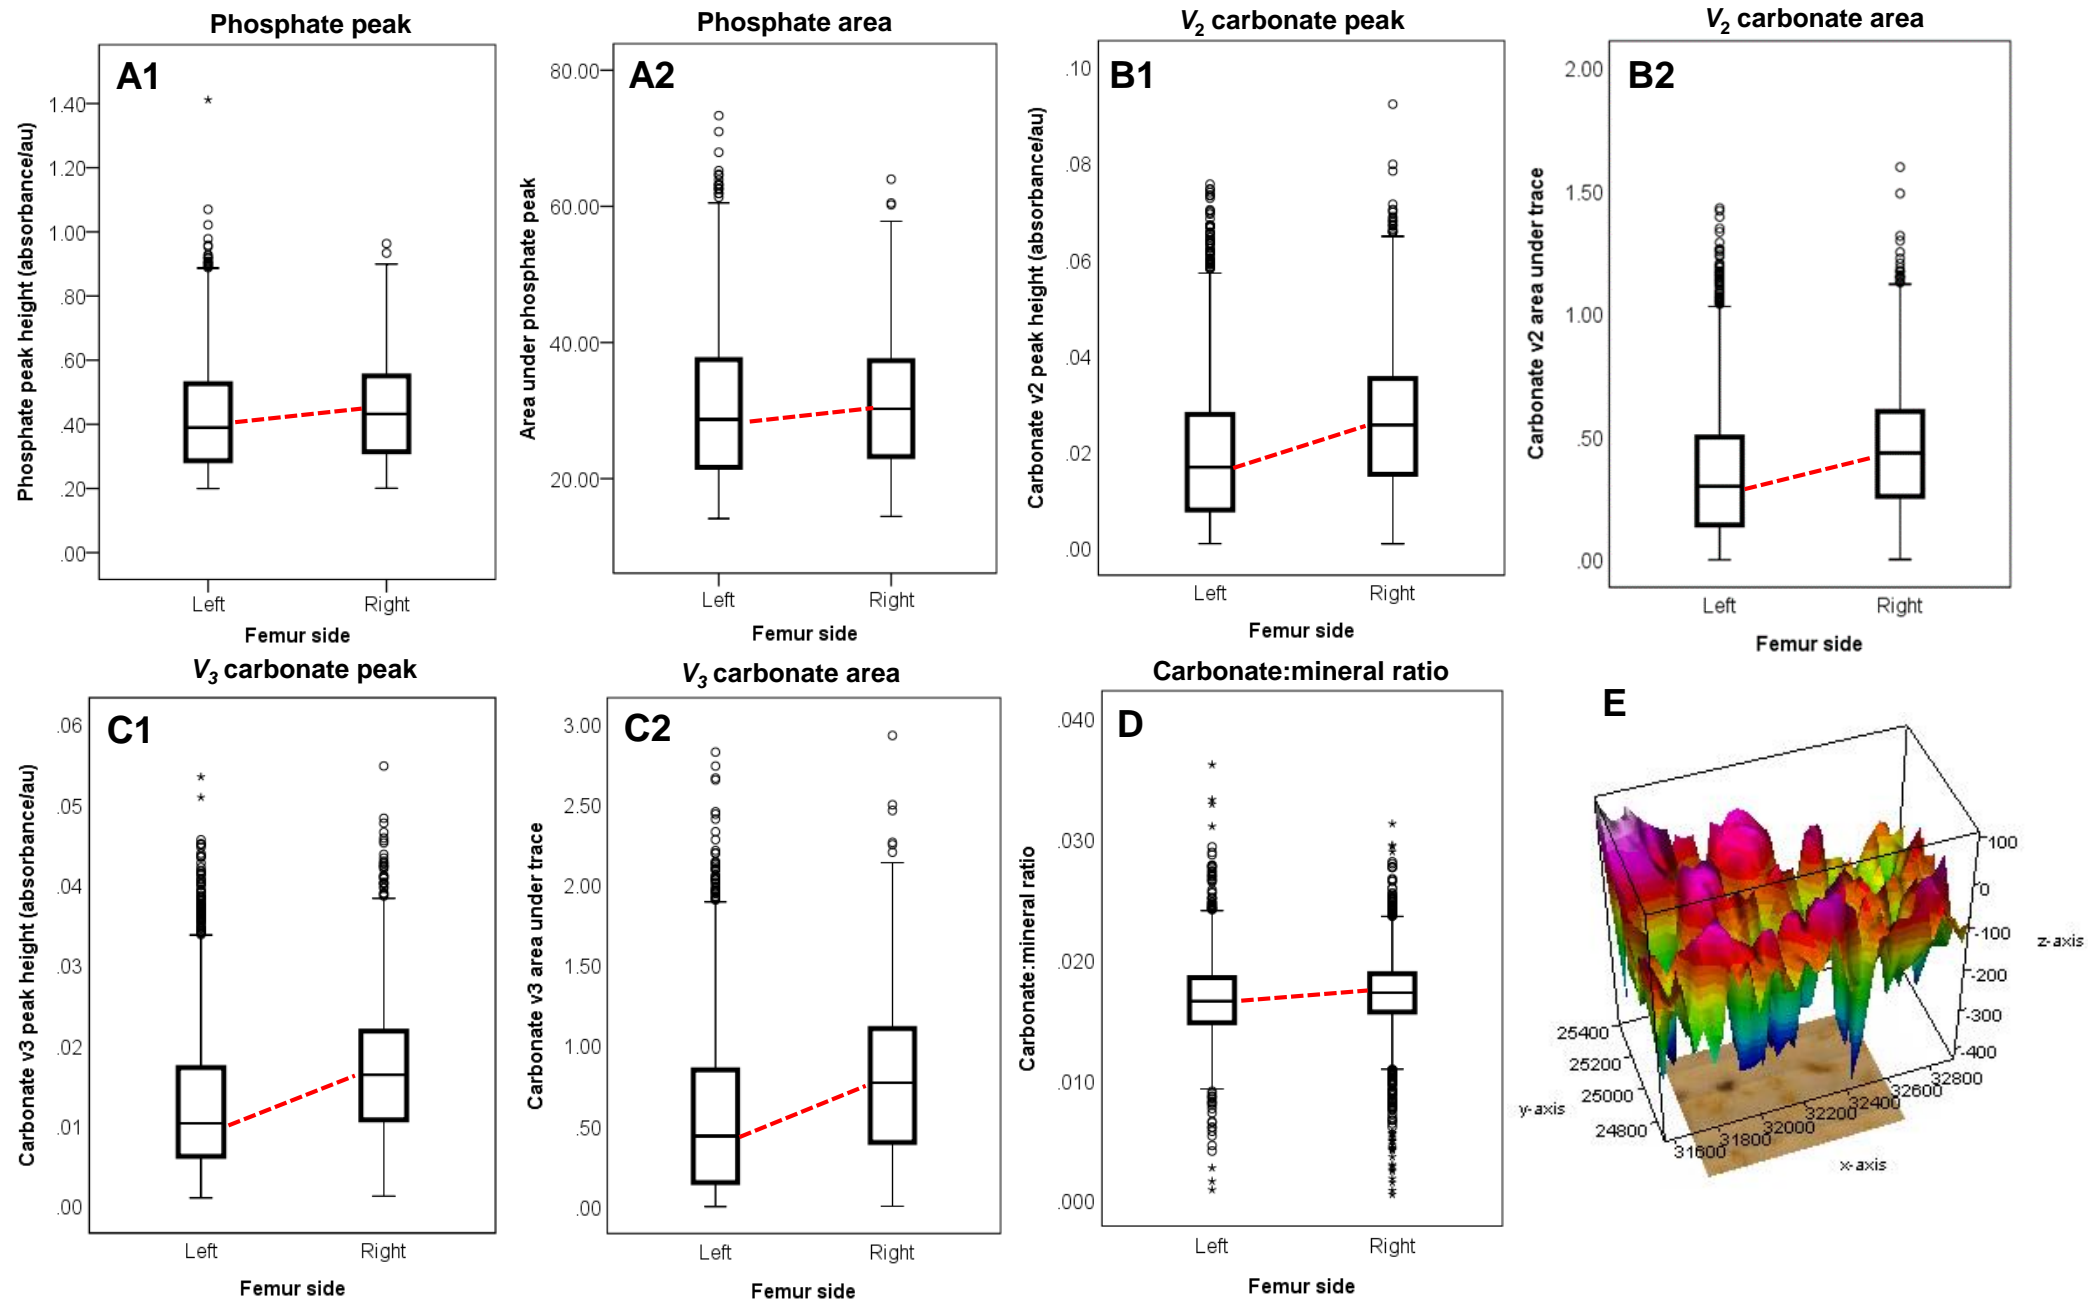 Phosphate peak
A1
Phosphate peak height (absorbance/au)
1.40
1.20
1.00
.80
.60
.40
.20
.00
Left Right
Femur side
Phosphate area
A2
Area under phosphate peak
80.00
60.00
40.00
20.00
Left Right
Femur side
V2 carbonate peak
B1
Carbonate v2 peak height (absorbance/au)
.10
.08
.06
.04
.02
.00
Left Right
Femur side
V2 carbonate area
B2
Carbonate v2 area under trace
2.00
1.50
1.00
.50
.00
Left Right
Femur side
V3 carbonate peak
C1
Carbonate v3 peak height (absorbance/au)
.06
.05
.04
.03
.02
.01
.00
Left Right
Femur side
V3 carbonate area
C2
Carbonate v3 area under trace
3.00
2.50
2.00
1.50
1.00
.50
.00
Left Right
Femur side
Carbonate:mineral ratio
D
Carbonate:mineral ratio
.040
.030
.020
.010
.000
Left Right
Femur side
E
100
0
-100
-200
-300
-400
z-axis
25400
25200
25000
24800
y-axis
31600
31800
32000
32200
32400
32600
32800
x-axis